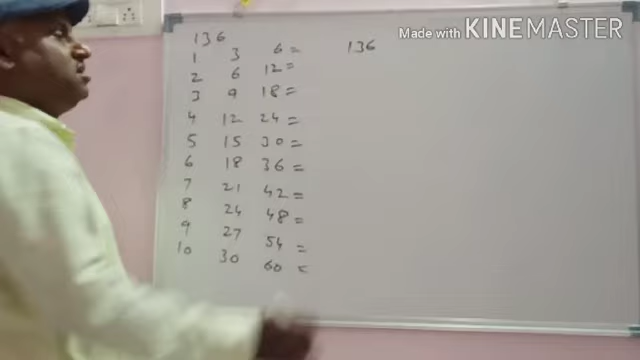 Made with KINEMASTER
136 136
1 3 6 =
2 6 12 =
3 9 18 =
4 12 24 =
5 15 30 =
6 18 36 =
7 21 42 =
8 24 48 =
9 27 54 =
10 30 60 =